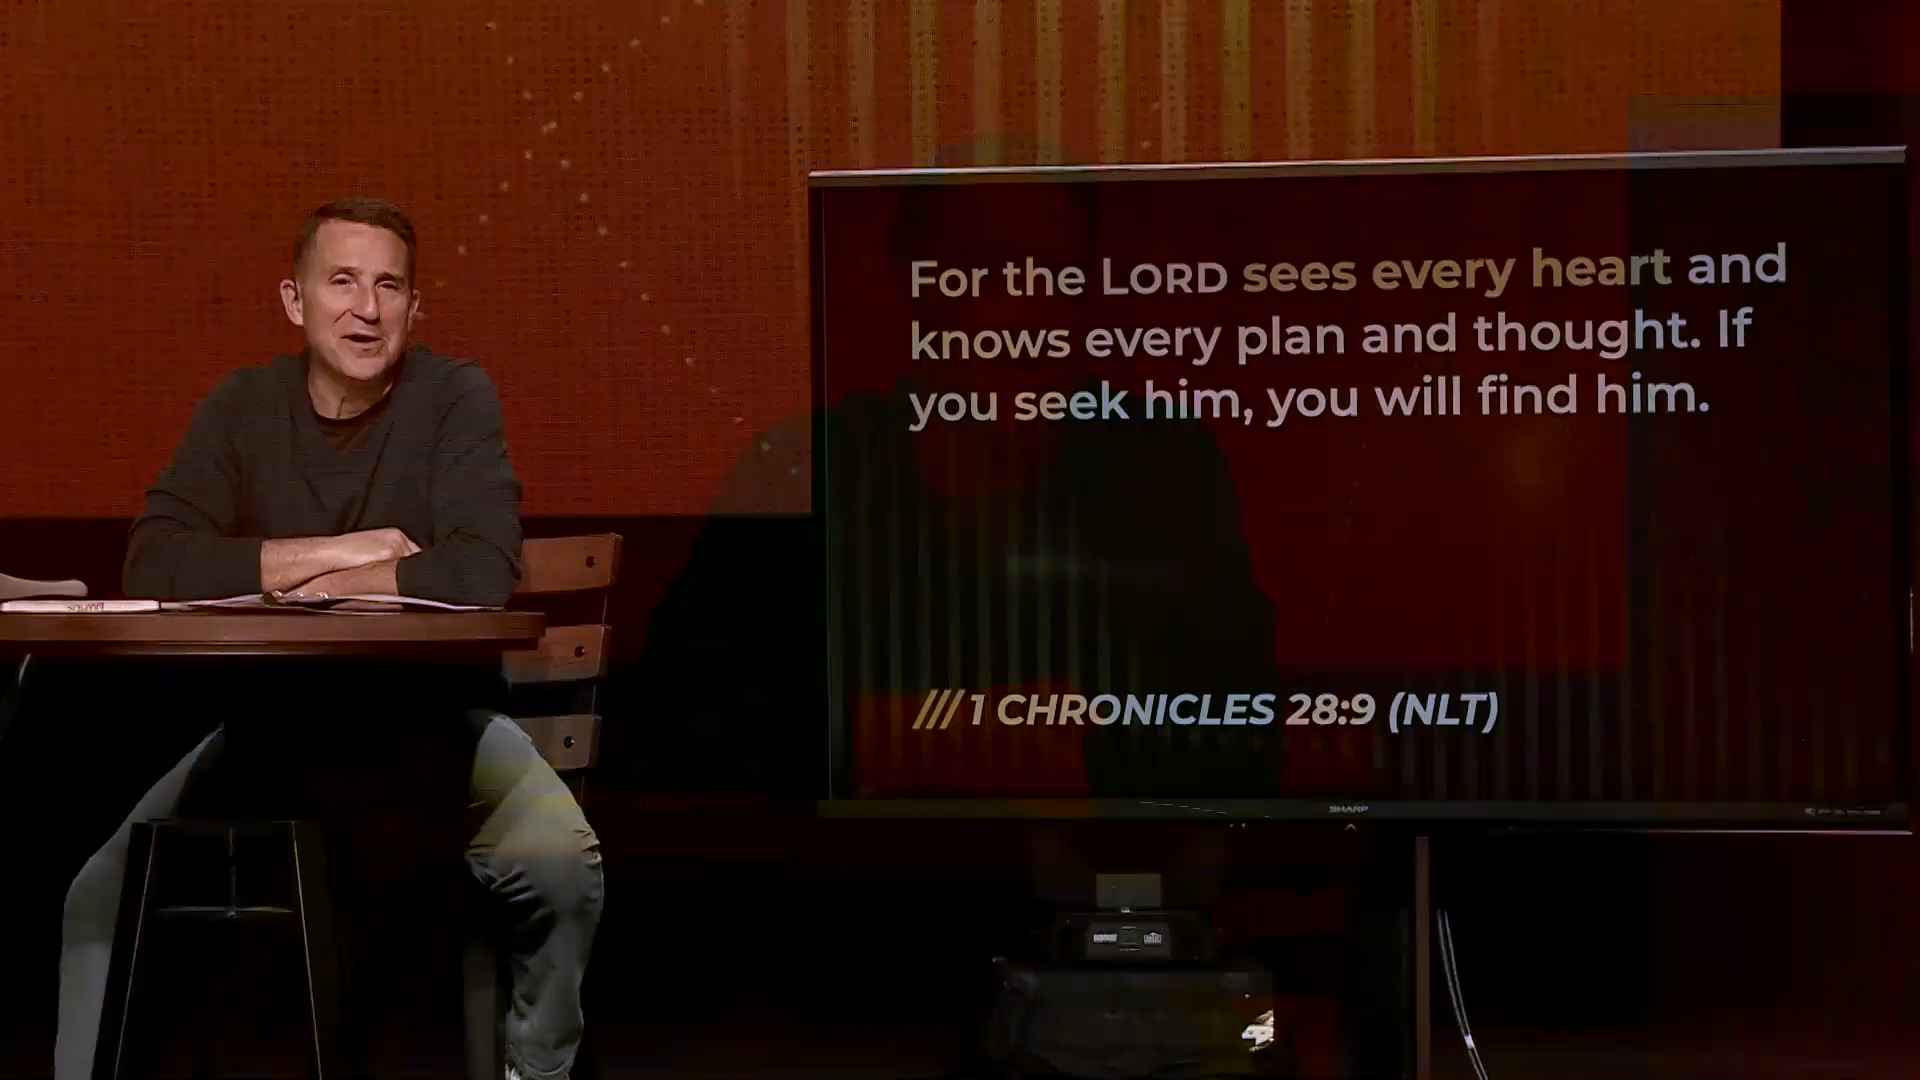 For the LORD sees every heart and
knows every plan and thought. If
you seek him, you will find him.
/// 1 CHRONICLES 28:9 (NLT)
SHARP